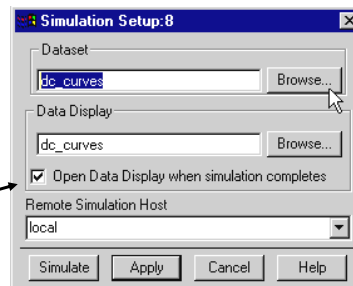 Simulation Setup:8
Dataset
dc_curves
Browse...
Data Display
dc_curves
Browse...
Open Data Display when simulation completes
Remote Simulation Host
local
Simulate Apply Cancel Help